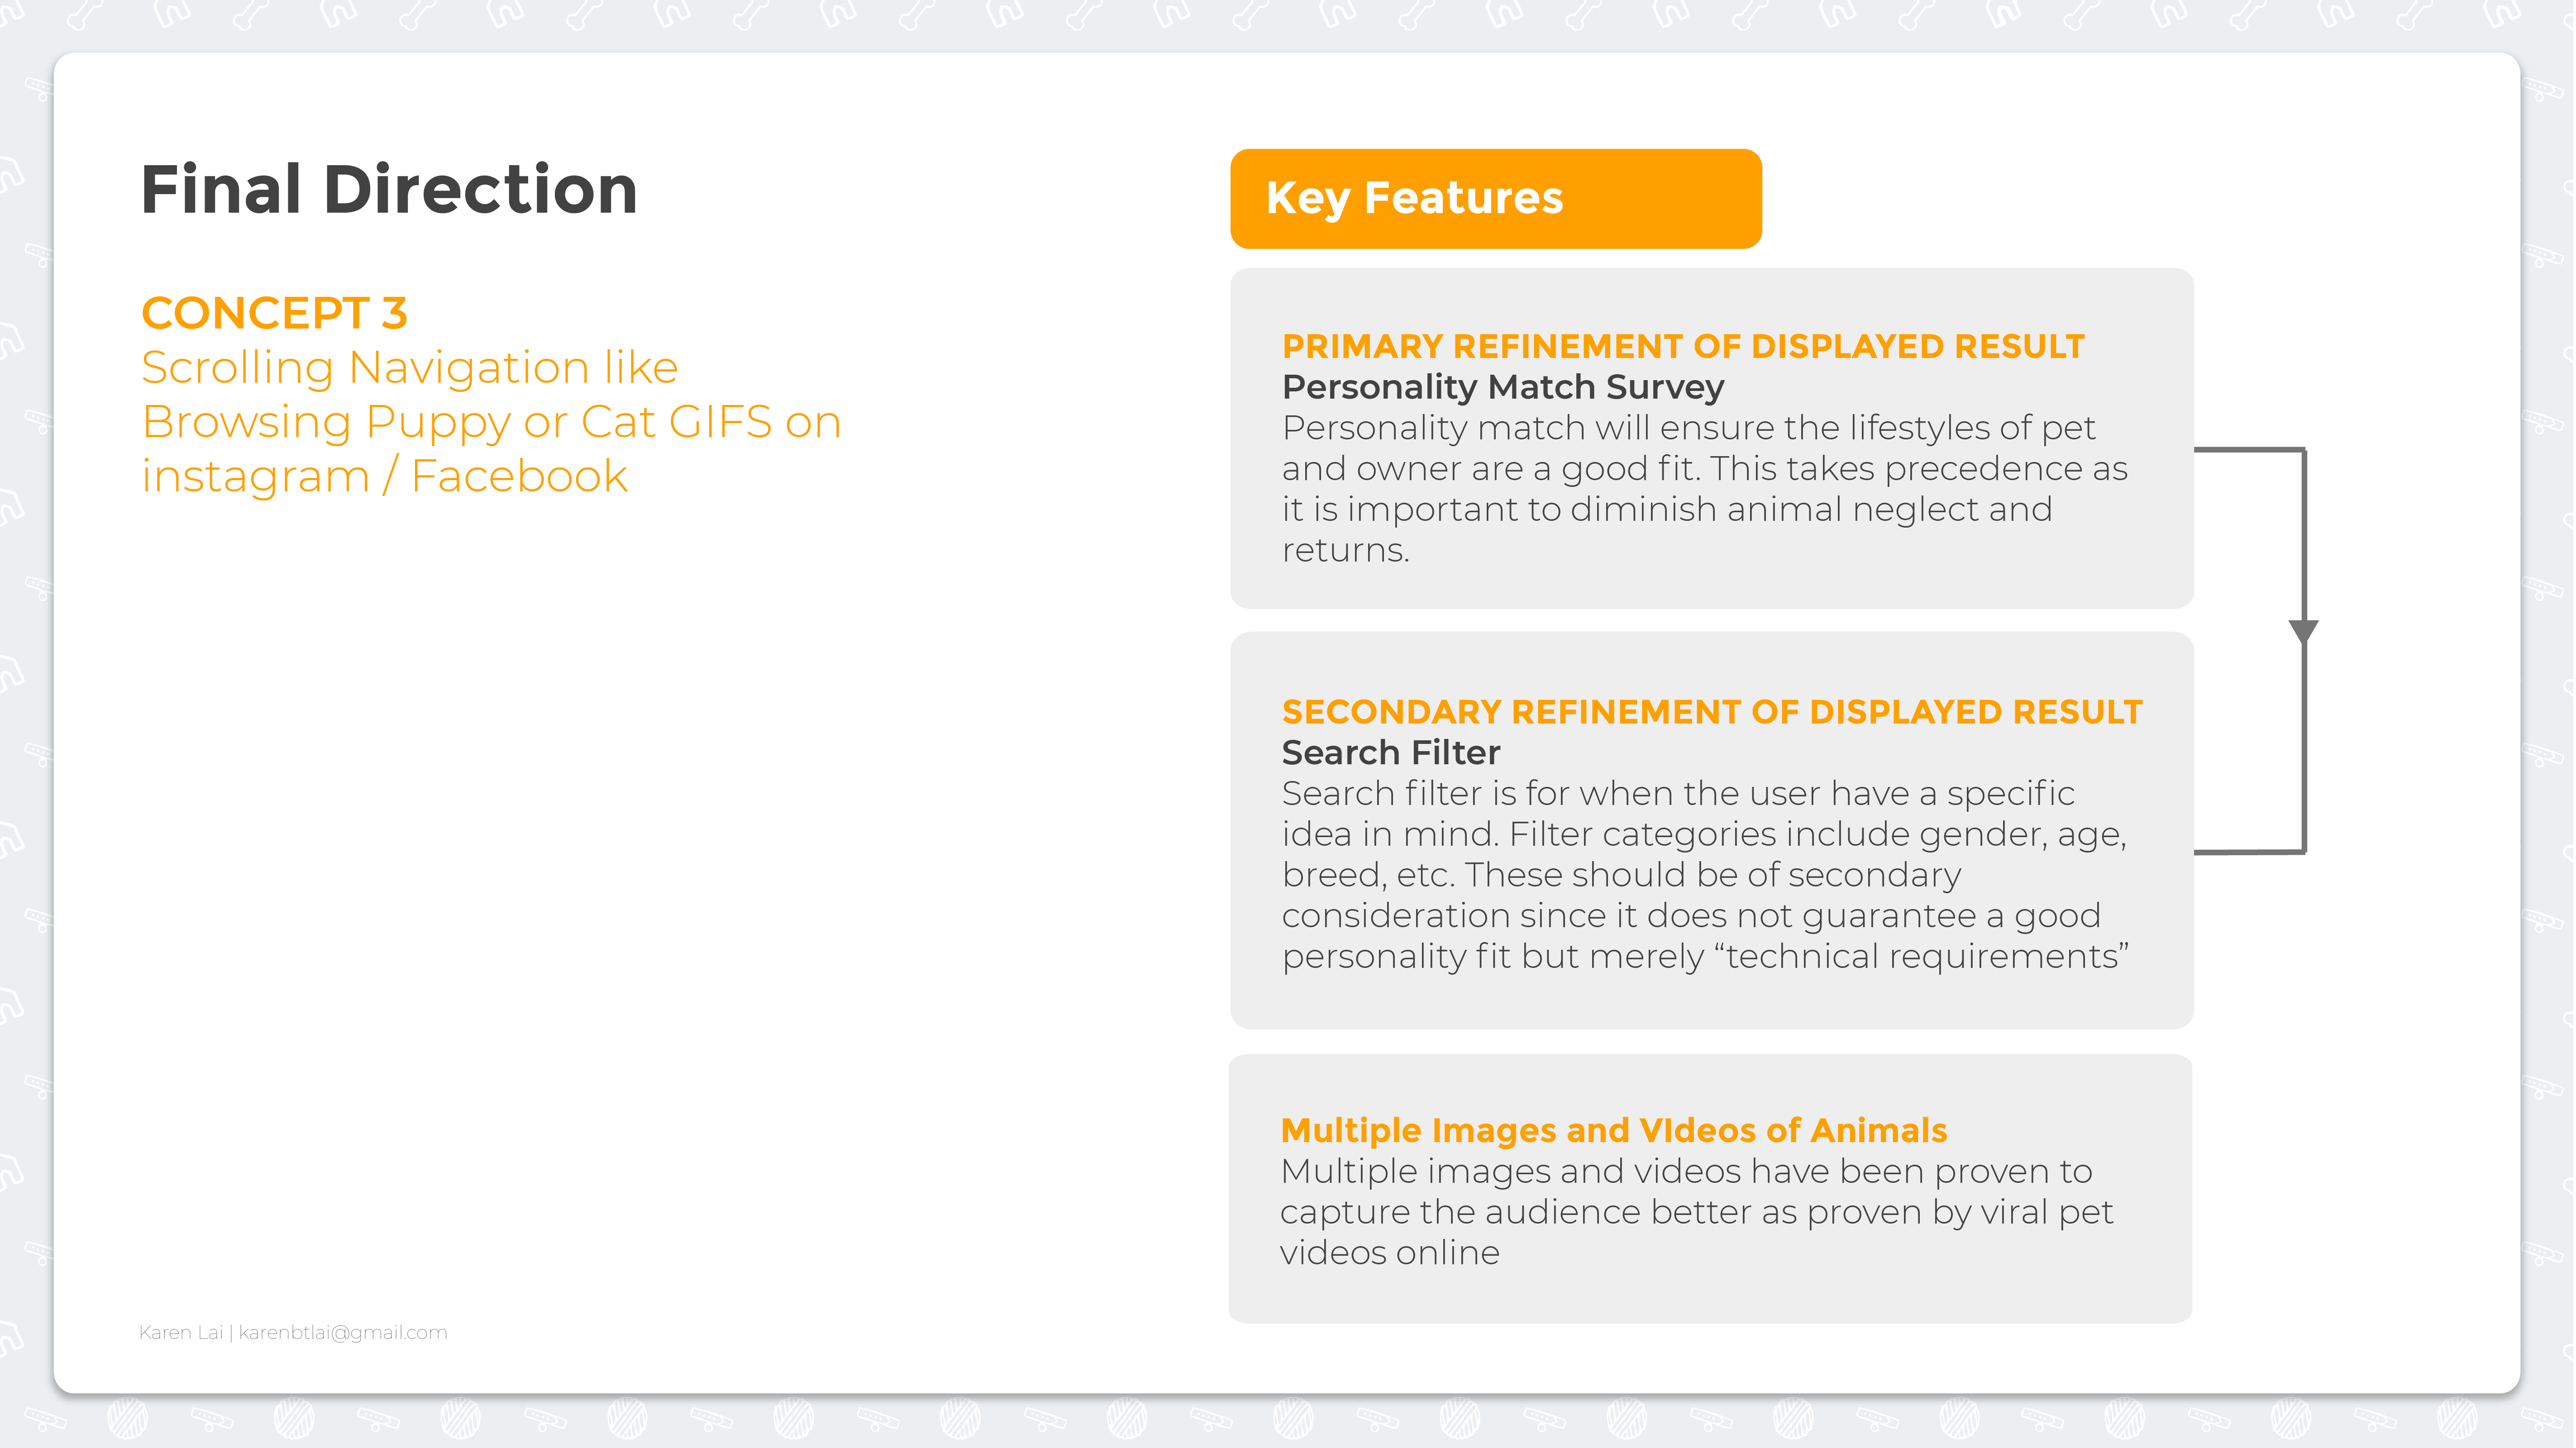 Final Direction
CONCEPT 3
Scrolling Navigation like
Browsing Puppy or Cat GIFS on
instagram / Facebook
Key Features
PRIMARY REFINEMENT OF DISPLAYED RESULT
Personality Match Survey
Personality match will ensure the lifestyles of pet
and owner are a good fit. This takes precedence as
it is important to diminish animal neglect and
returns.
SECONDARY REFINEMENT OF DISPLAYED RESULT
Search Filter
Search filter is for when the user have a specific
idea in mind. Filter categories include gender, age,
breed, etc. These should be of secondary
consideration since it does not guarantee a good
personality fit but merely “technical requirements”
Multiple Images and VIdeos of Animals
Multiple images and videos have been proven to
capture the audience better as proven by viral pet
videos online
Karen Lai | karenbtlai@gmail.com